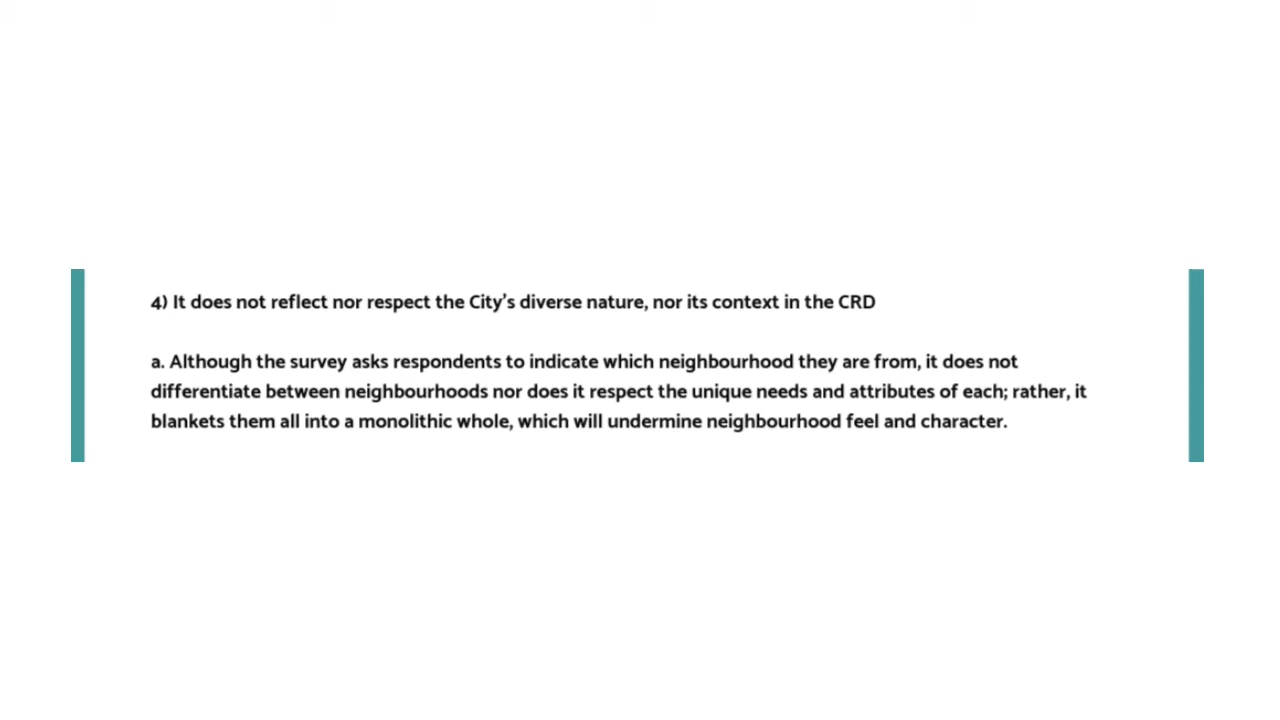 4) It does not reflect nor respect the City’s diverse nature, nor its context in the CRD
a. Although the survey asks respondents to indicate which neighbourhood they are from, it does not
differentiate between neighbourhoods nor does it respect the unique needs and attributes of each; rather, it
blankets them all into a monolithic whole, which will undermine neighbourhood feel and character.